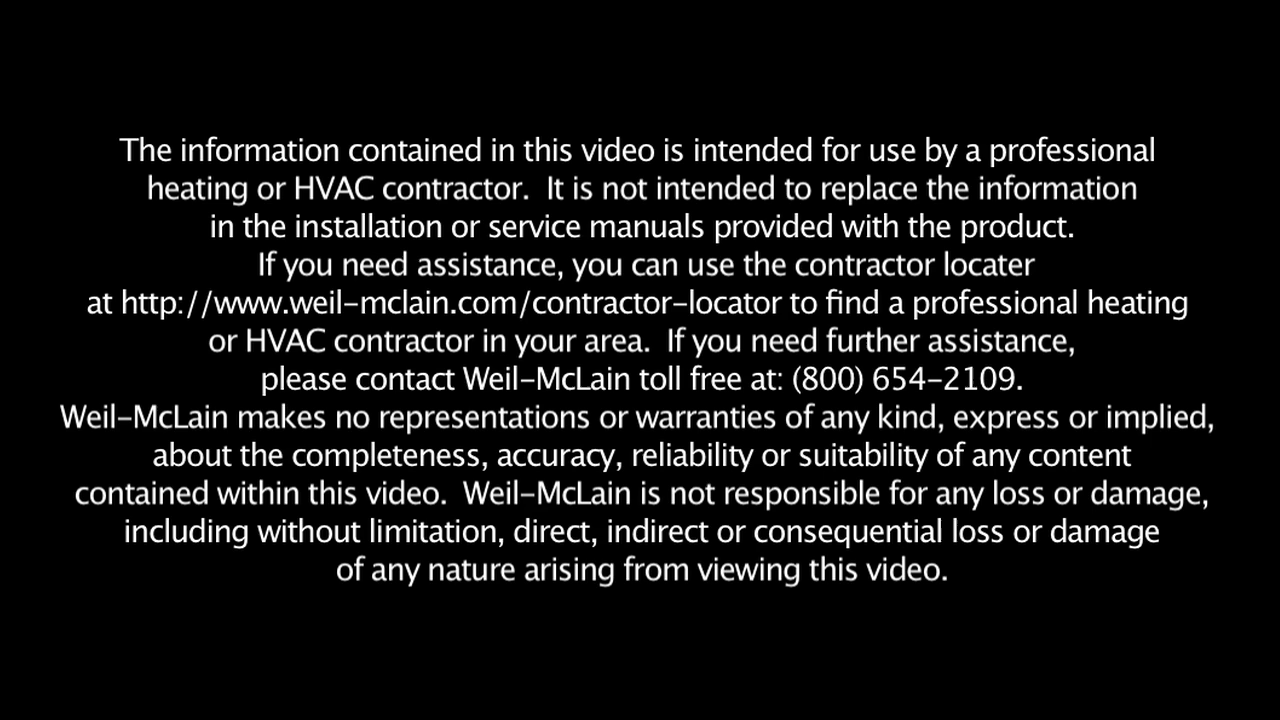 The information contained in this video is intended for use by a professional
heating or HVAC contractor.  It is not intended to replace the information
in the installation or service manuals provided with the product.
If you need assistance, you can use the contractor locater
at http://www.weil-mclain.com/contractor-locator to find a professional heating
or HVAC contractor in your area.  If you need further assistance,
please contact Weil-McLain toll free at: (800) 654-2109.
Weil-McLain makes no representations or warranties of any kind, express or implied,
about the completeness, accuracy, reliability or suitability of any content
contained within this video.  Weil-McLain is not responsible for any loss or damage,
including without limitation, direct, indirect or consequential loss or damage
of any nature arising from viewing this video.